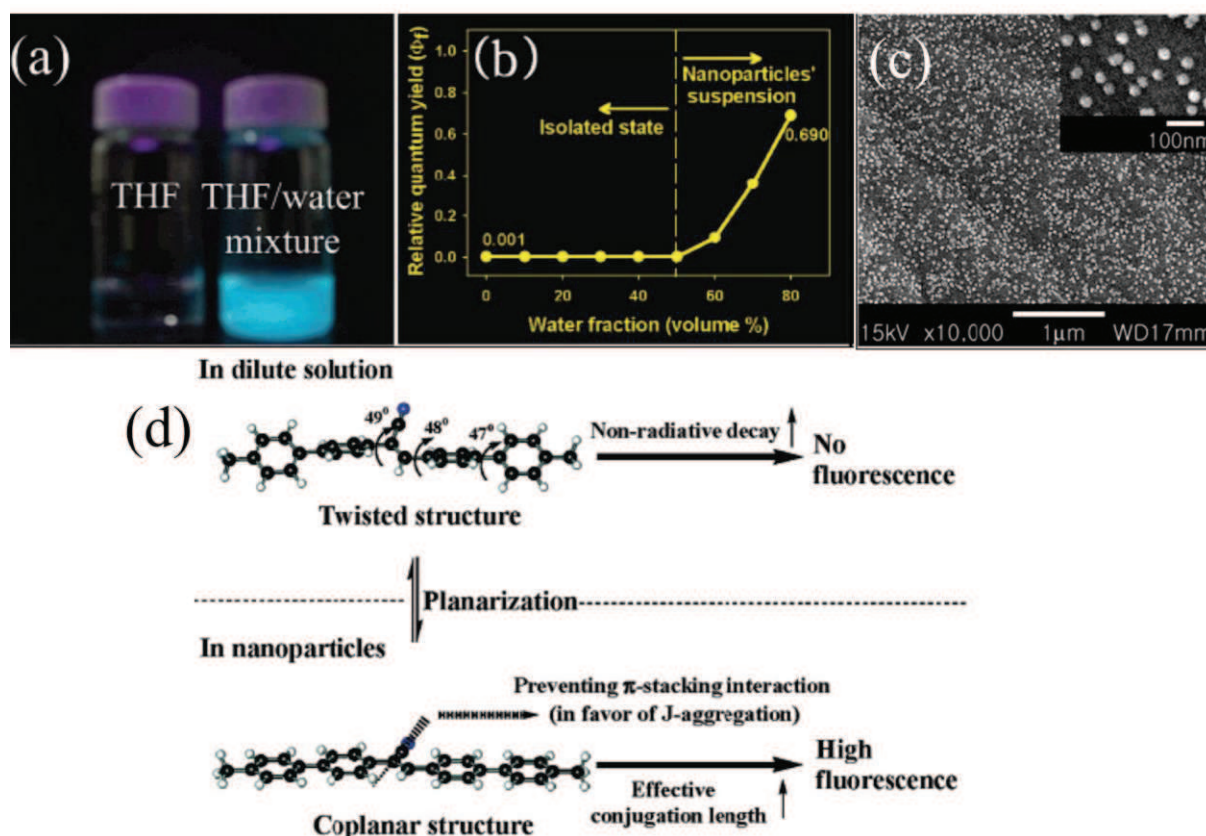 (a)
THF
THF/water
mixture
(b)
Relative quantum yield (Φf)
1.0
0.8
0.6
0.4
0.2
0.0
Nanoparticles'
suspension
Isolated state
0.690
0.001
0
20
40
60
80
Water fraction (volume %)
(c)
100nm
15kV x10,000 1μm WD17mm
In dilute solution
(d)
49°
48°
47°
Non-radiative decay
No
fluorescence
Twisted structure
Planarization
In nanoparticles
Preventing π-stacking interaction
(in favor of J-aggregation)
High
fluorescence
Effective
conjugation length
Coplanar structure